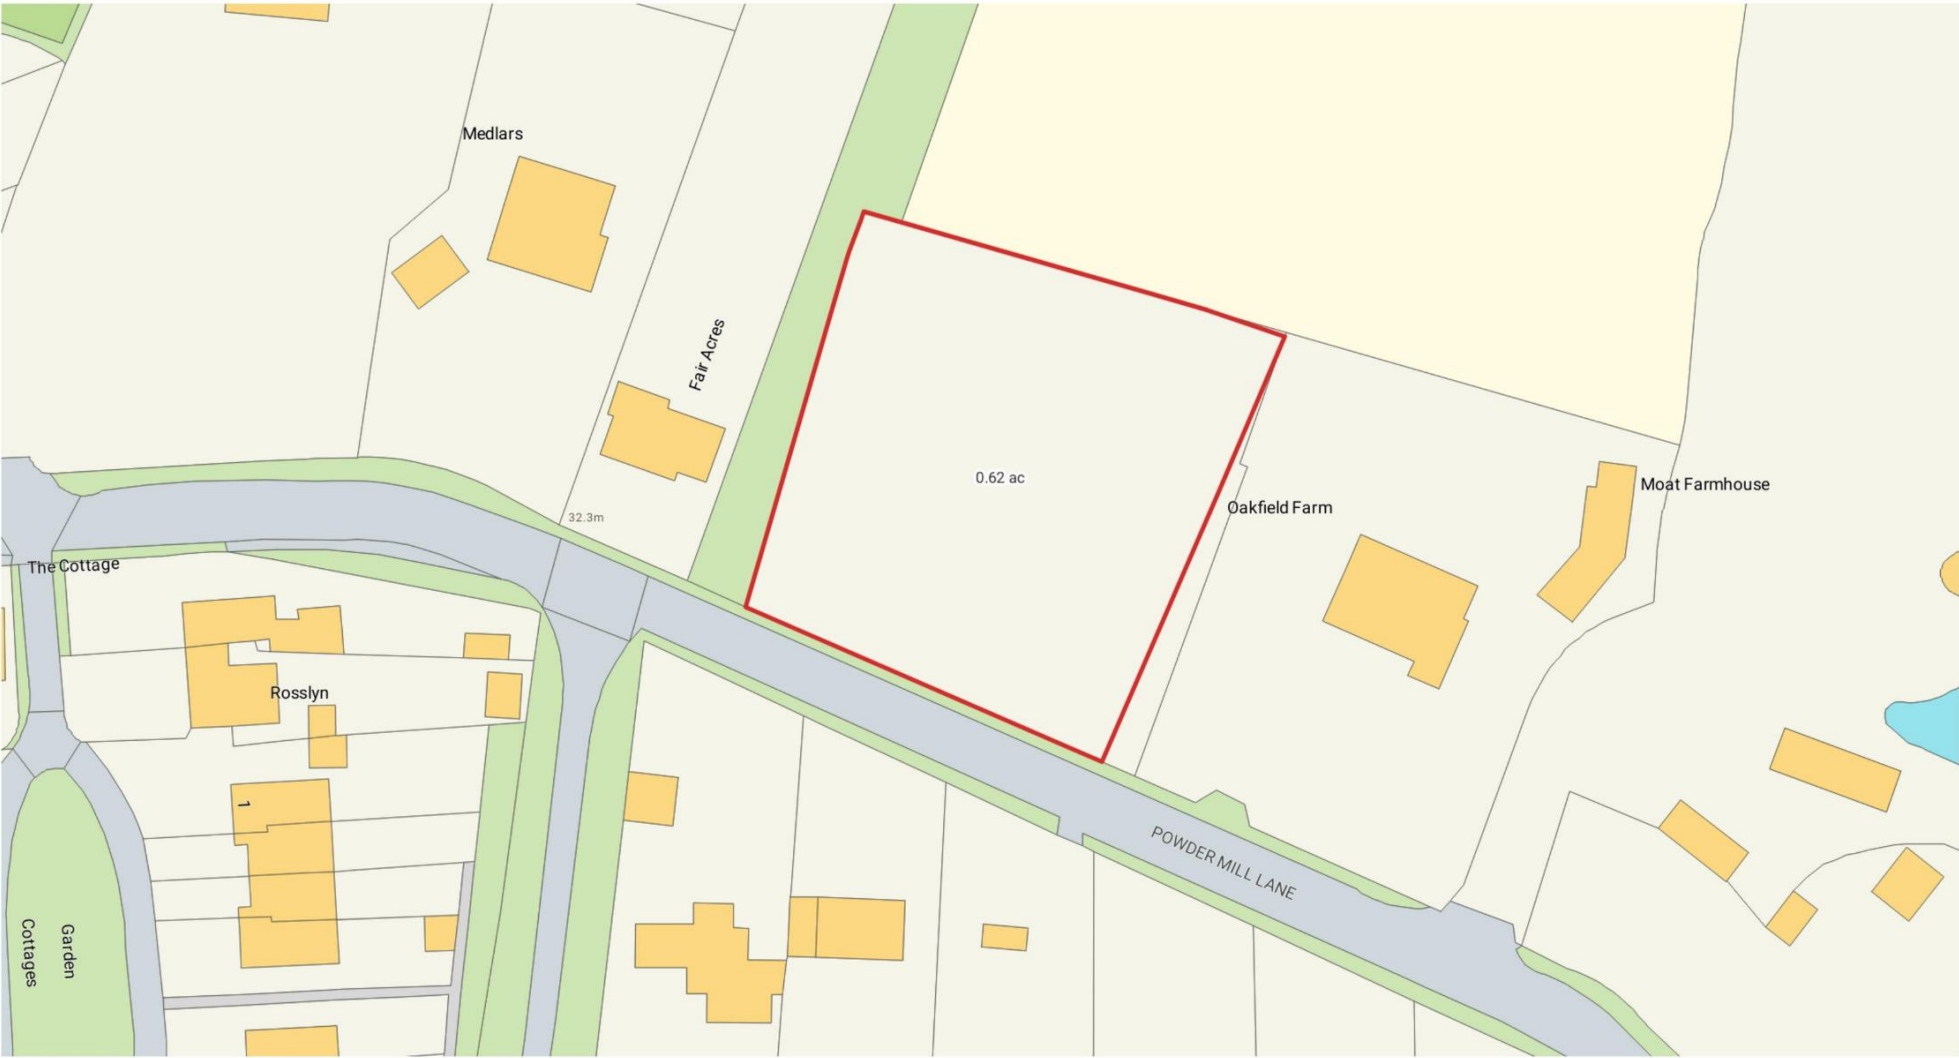 Medlars
Fair Acres
0.62 ac
Moat Farmhouse
Oakfield Farm
32.3m
The Cottage
Rosslyn
1
POWDER MILL LANE
Garden
Cottages